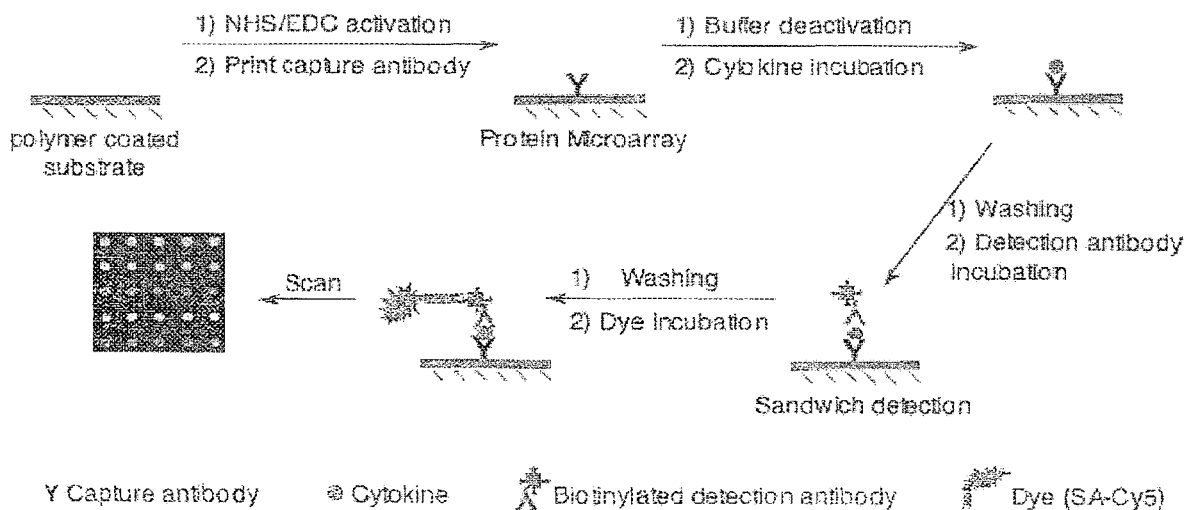 1) NHS/EDC activation
2) Print capture antibody
1) Buffer deactivation
2) Cytokine incubation
polymer coated
substrate
Protein Microarray
1) Washing
2) Detection antibody
Incubation
Scan
1) Washing
2) Dye Incubation
Sandwich detection
Y Capture antibody
Cytokine
Biotinylated detection antibody
Dye (SA-Cy5)